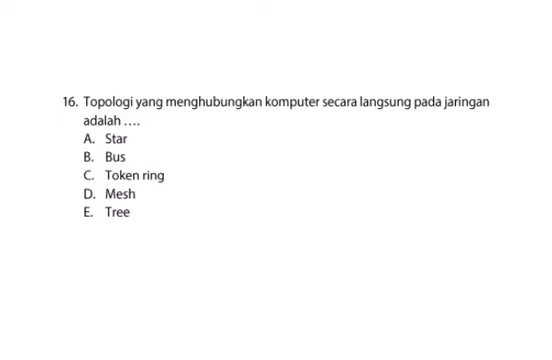 16. Topologi yang menghubungkan komputer secara langsung pada jaringan
adalah ....
A. Star
B. Bus
C. Token ring
D. Mesh
E. Tree